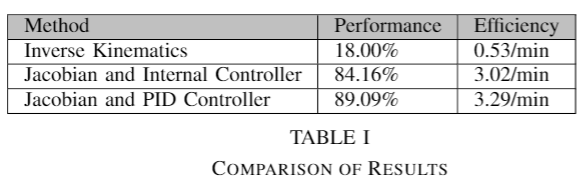 Method Performance Efficiency
Inverse Kinematics 18.00% 0.53/min
Jacobian and Internal Controller 84.16% 3.02/min
Jacobian and PID Controller 89.09% 3.29/min
TABLE I
COMPARISON OF RESULTS